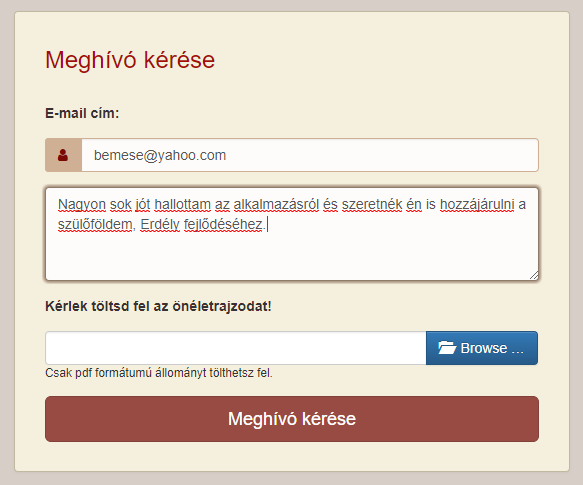 Meghívó kérése
E-mail cím:
bemese@yahoo.com
Nagyon sok jót hallottam az alkalmazásról és szeretnék én is hozzájárulni a
szülőföldem, Erdély fejlődéséhez.
Kérlek töltsd fel az önéletrajzodat!
Browse ...
Csak pdf formátumú állományt tölthetsz fel.
Meghívó kérése